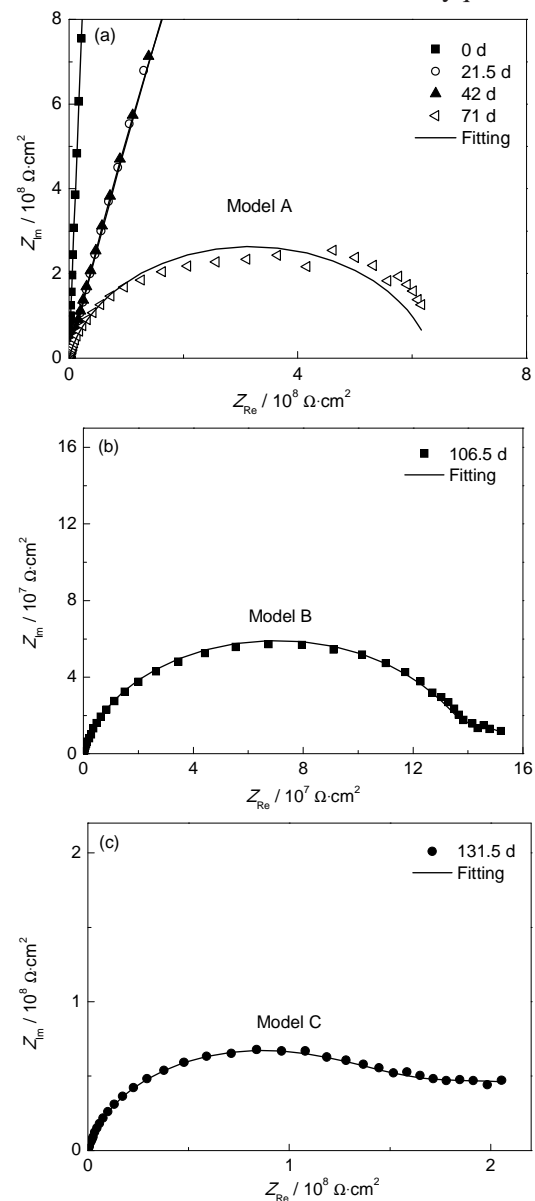 (a)
0 d
21.5 d
42 d
71 d
Fitting
Model A
8
6
4
2
0
Z_Im / 10^8 Ω·cm^2
0 4 8
Z_Re / 10^8 Ω·cm^2
(b)
106.5 d
Fitting
Model B
16
12
8
4
0
Z_Im / 10^7 Ω·cm^2
0 4 8 12 16
Z_Re / 10^7 Ω·cm^2
(c)
131.5 d
Fitting
Model C
2
1
0
Z_Im / 10^8 Ω·cm^2
0 1 2
Z_Re / 10^8 Ω·cm^2